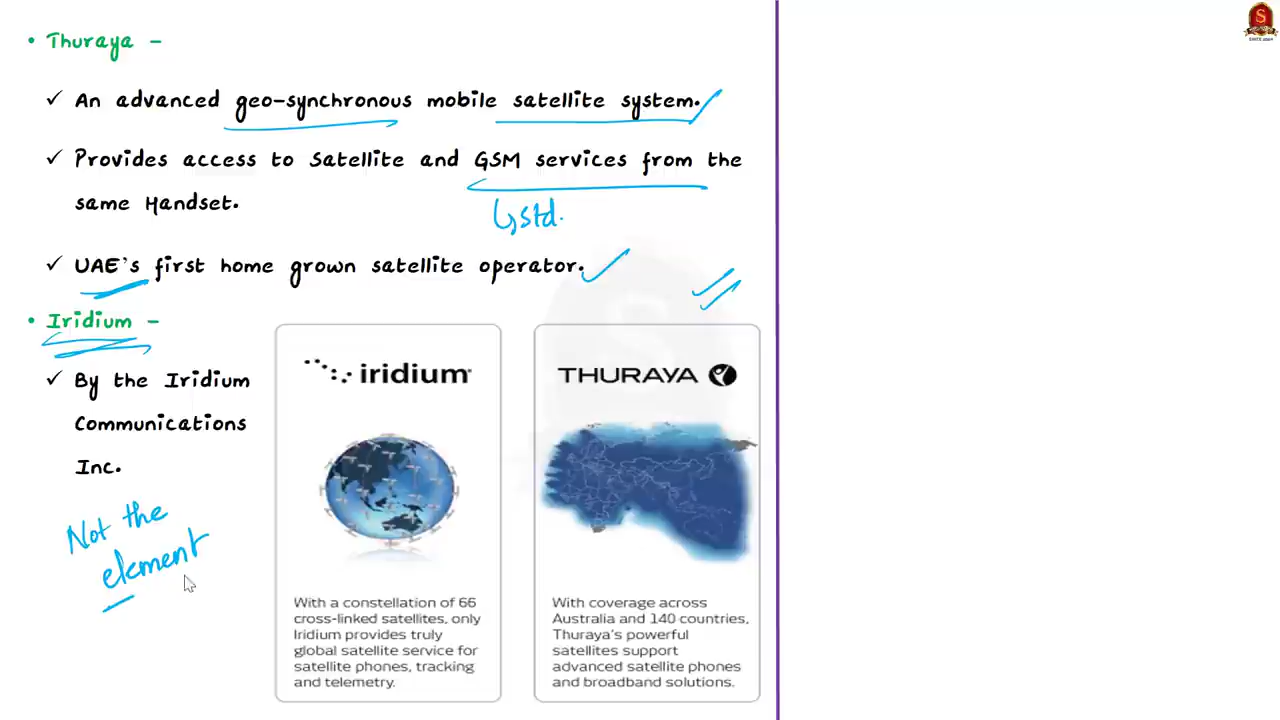 • Thuraya –
✓ An advanced geo-synchronous mobile satellite system.
✓ Provides access to Satellite and GSM services from the
same Handset.
↳ std.
✓ UAE's first home grown satellite operator.
• Iridium –
✓ By the Iridium
Communications
Inc.
Not the
element
iridium
With a constellation of 66
cross-linked satellites, only
Iridium provides truly
global satellite service for
satellite phones, tracking
and telemetry.
THURAYA
With coverage across
Australia and 140 countries,
Thuraya's powerful
satellites support
advanced satellite phones
and broadband solutions.
S